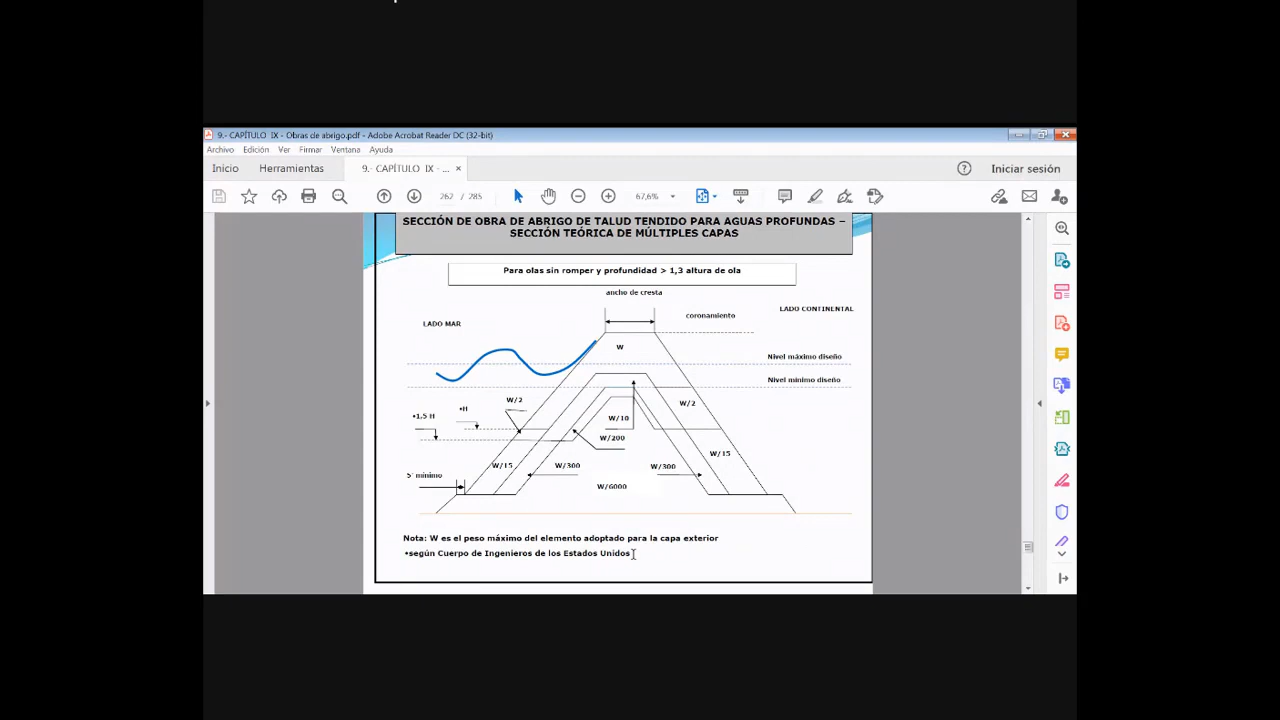 9.- CAPÍTULO IX - Obras de abrigo.pdf - Adobe Acrobat Reader DC (32-bit)
Archivo Edición Ver Firmar Ventana Ayuda
Inicio Herramientas 9.- CAPÍTULO IX - ... × Iniciar sesión
262 / 285 67,6%
SECCIÓN DE OBRA DE ABRIGO DE TALUD TENDIDO PARA AGUAS PROFUNDAS –
SECCIÓN TEÓRICA DE MÚLTIPLES CAPAS
Para olas sin romper y profundidad > 1,3 altura de ola
ancho de cresta
LADO CONTINENTAL
coronamiento
LADO MAR
W
Nivel máximo diseño
Nivel mínimo diseño
W/2
W/2
•H
•1,5 H
W/10
W/200
W/15
W/15
W/300
W/300
5' mínimo
W/6000
Nota: W es el peso máximo del elemento adoptado para la capa exterior
•según Cuerpo de Ingenieros de los Estados Unidos